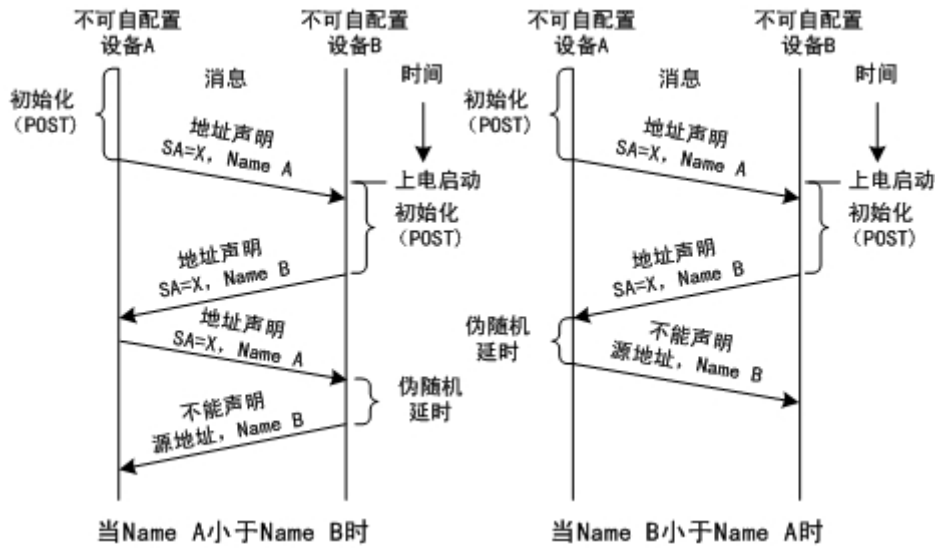 不可自配置
设备A
不可自配置
设备B
消息
时间
初始化
（POST）
地址声明
SA=X, Name A
上电启动
初始化
（POST）
地址声明
SA=X, Name B
地址声明
SA=X, Name A
伪随机
延时
不能声明
源地址, Name B
当Name A小于Name B时
不可自配置
设备A
不可自配置
设备B
消息
时间
初始化
（POST）
地址声明
SA=X, Name A
上电启动
初始化
（POST）
地址声明
SA=X, Name B
伪随机
延时
不能声明
源地址, Name B
当Name B小于Name A时